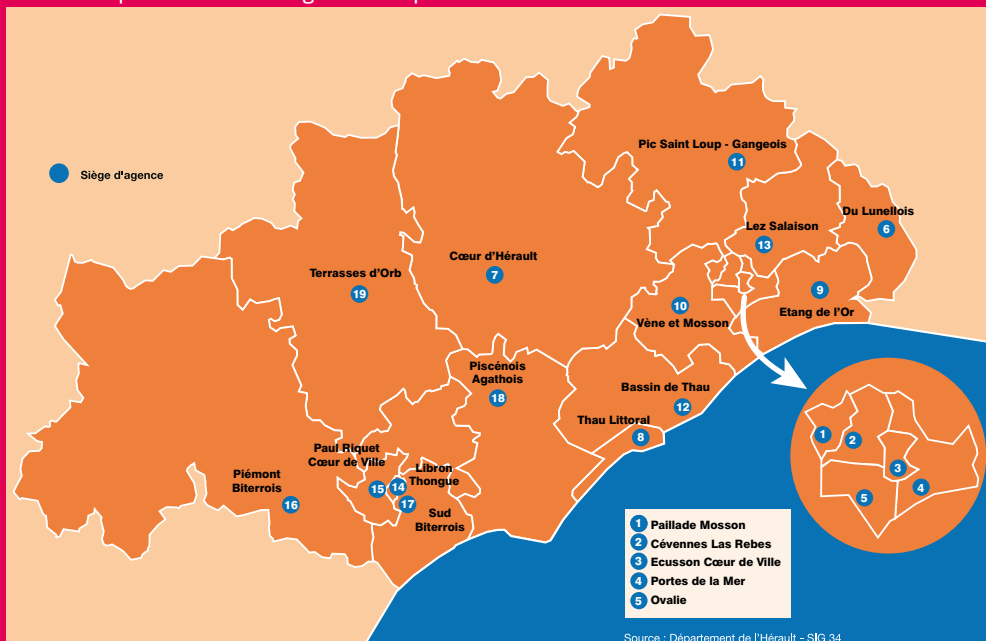 Siège d'agence
Pic Saint Loup - Gangeois
11
Du Lunellois
6
Lez Salaison
13
Cœur d'Hérault
7
Terrasses d'Orb
19
9
Etang de l'Or
10
Vène et Mosson
Piscénois
Agathois
18
Bassin de Thau
12
Thau Littoral
8
Paul Riquet
Cœur de Ville
15
14
Libron
Thongue
17
Sud
Biterrois
Piémont
Biterrois
16
1
2
3
4
5
1 Paillade Mosson
2 Cévennes Las Rebes
3 Ecusson Cœur de Ville
4 Portes de la Mer
5 Ovalie
Source : Département de l'Hérault - SIG 34